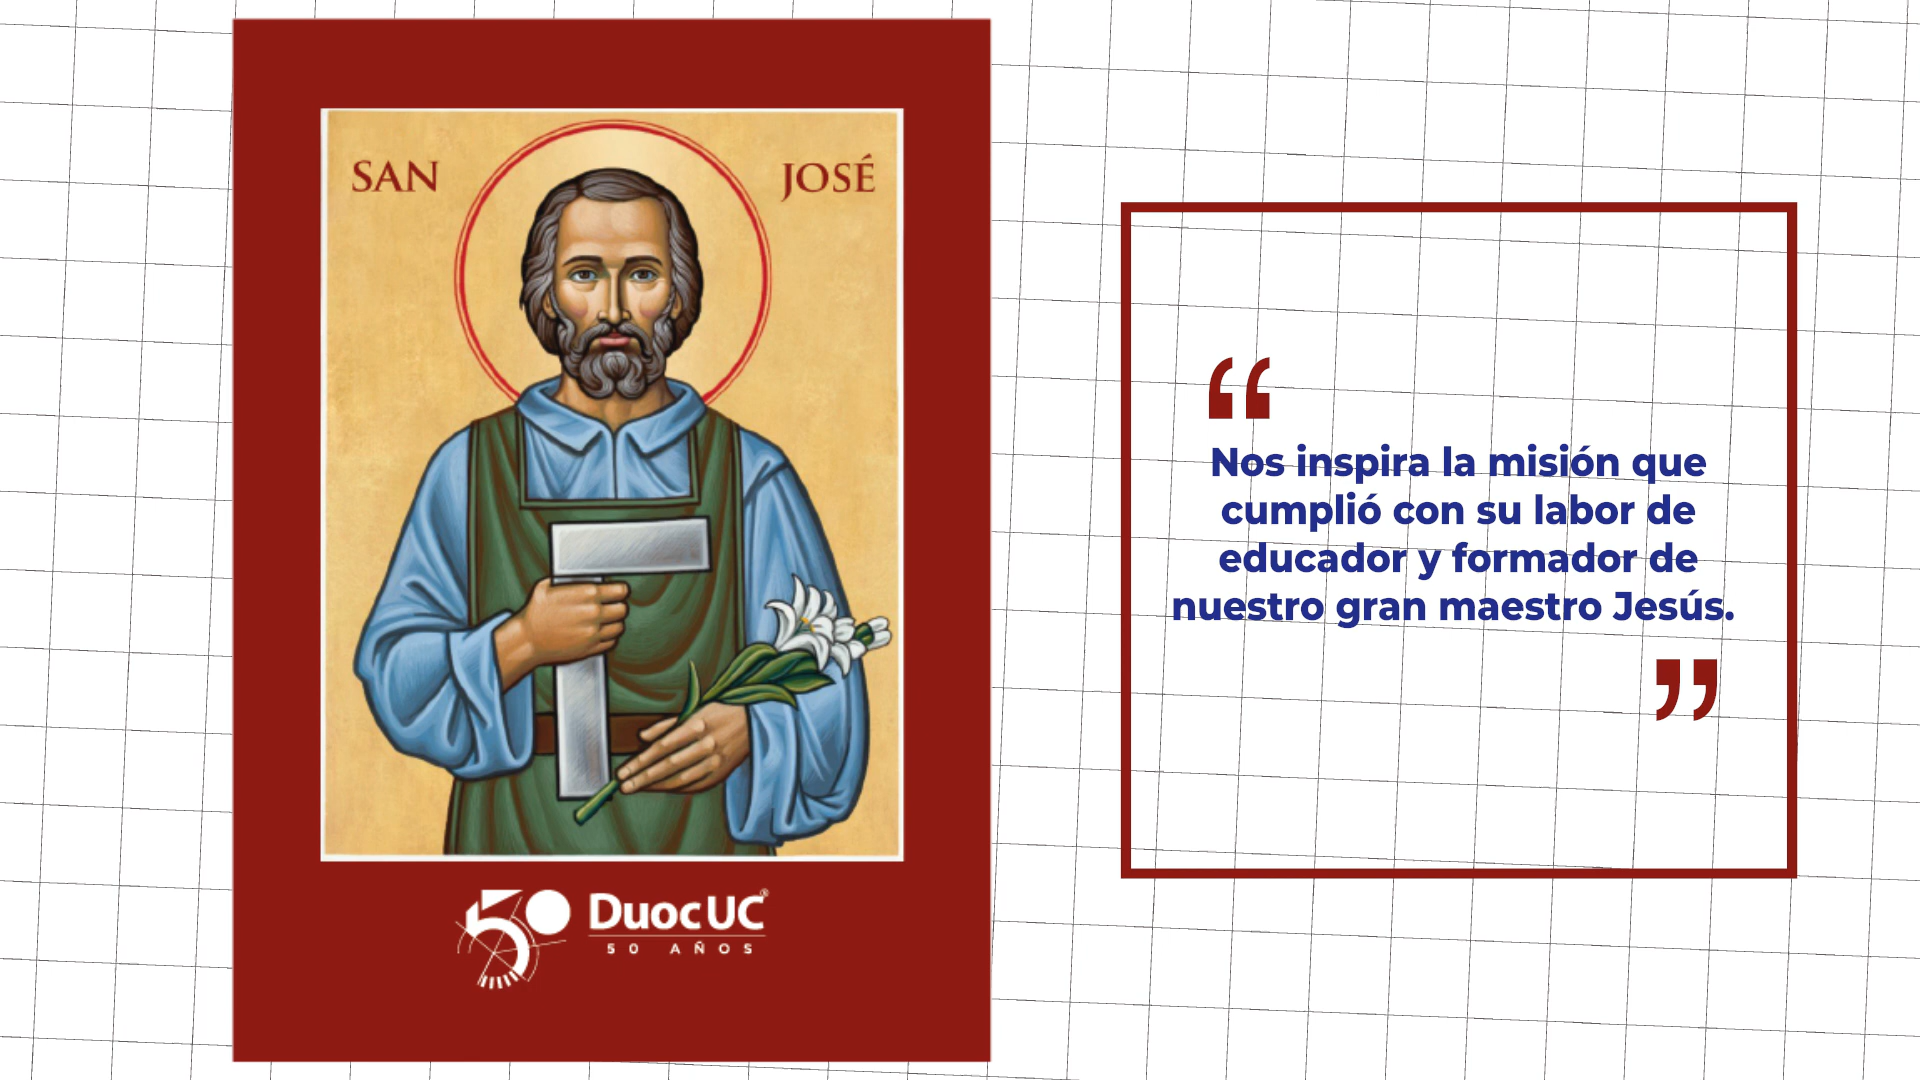 SAN JOSÉ
50 DuocUC®
50 AÑOS
“
Nos inspira la misión que
cumplió con su labor de
educador y formador de
nuestro gran maestro Jesús.
”